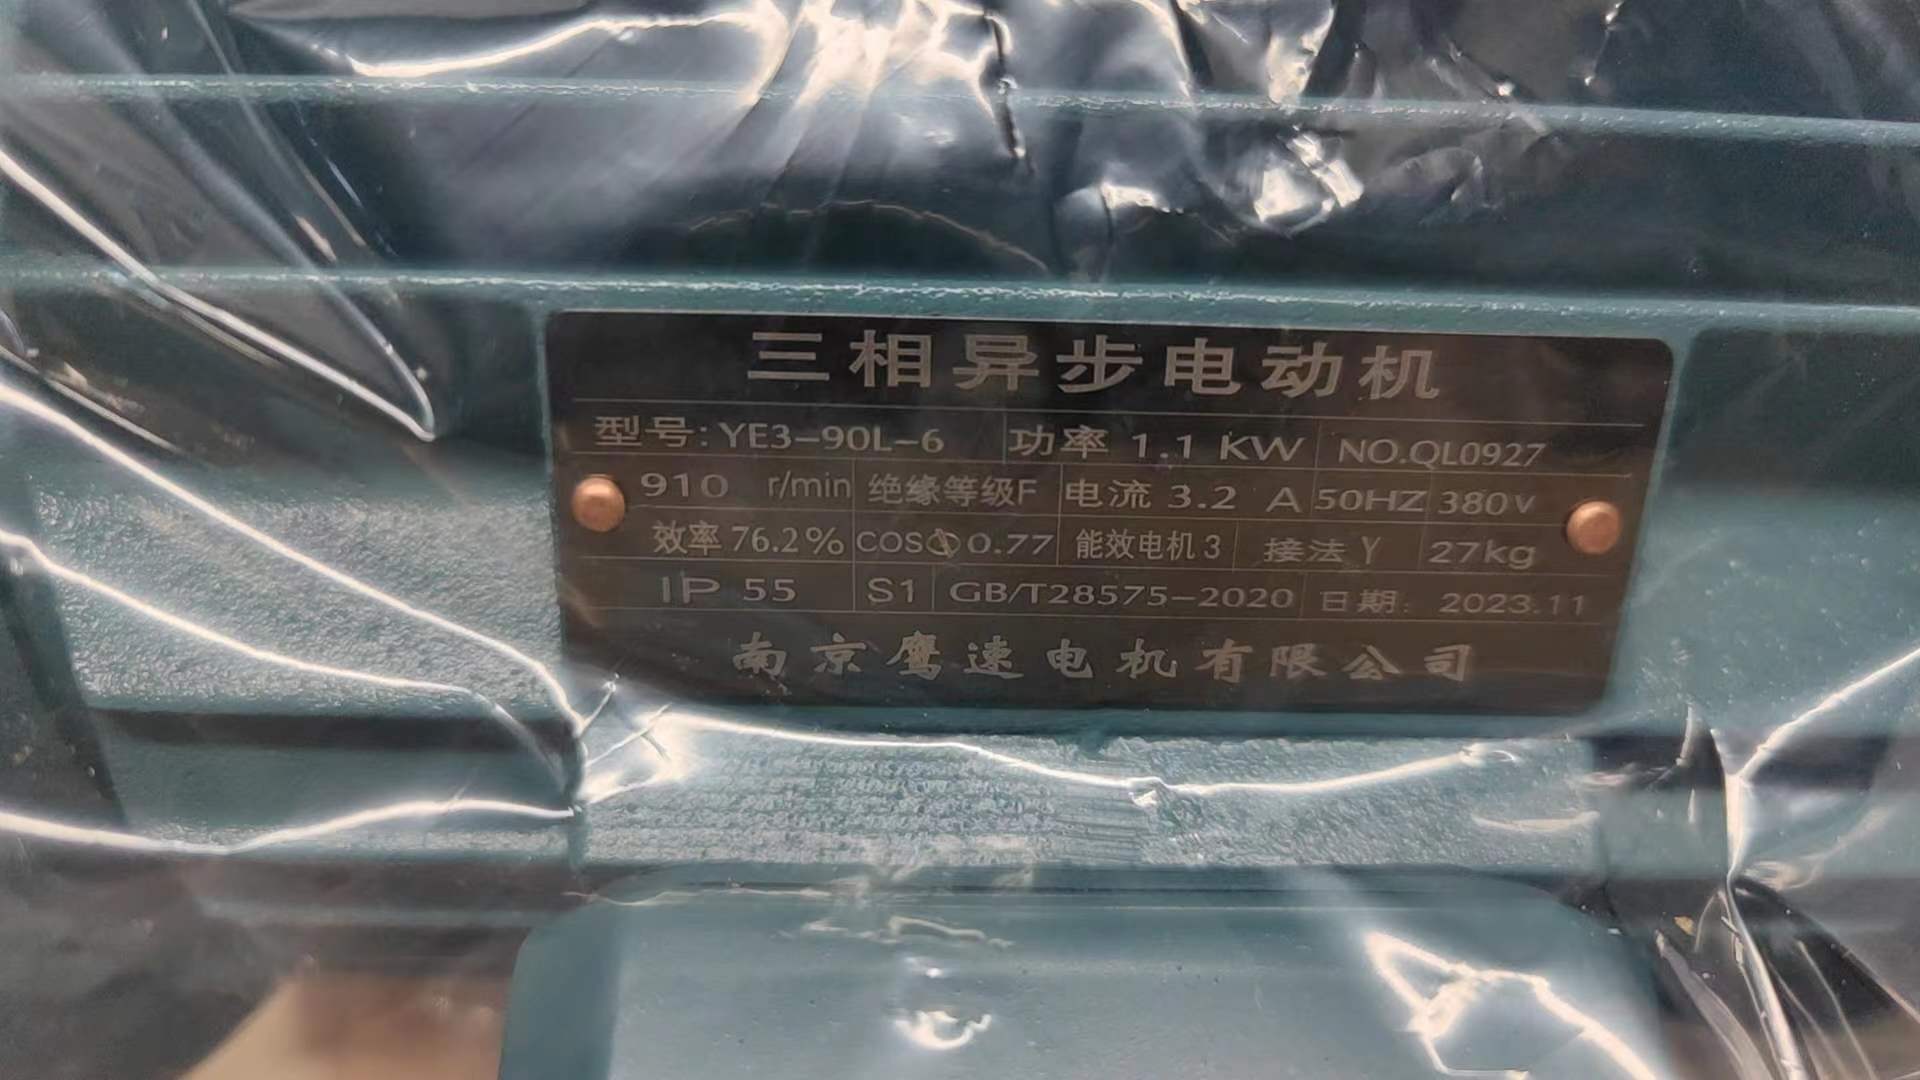 三相异步电动机
型号: YE3-90L-6 功率 1.1 KW NO.QL0927
910 r/min 绝缘等级F 电流 3.2 A 50HZ 380V
效率 76.2% COSΦ 0.77 能效电机 3 接法 Y 27kg
IP 55 S1 GB/T28575-2020 日期: 2023.11
南京鹰速电机有限公司